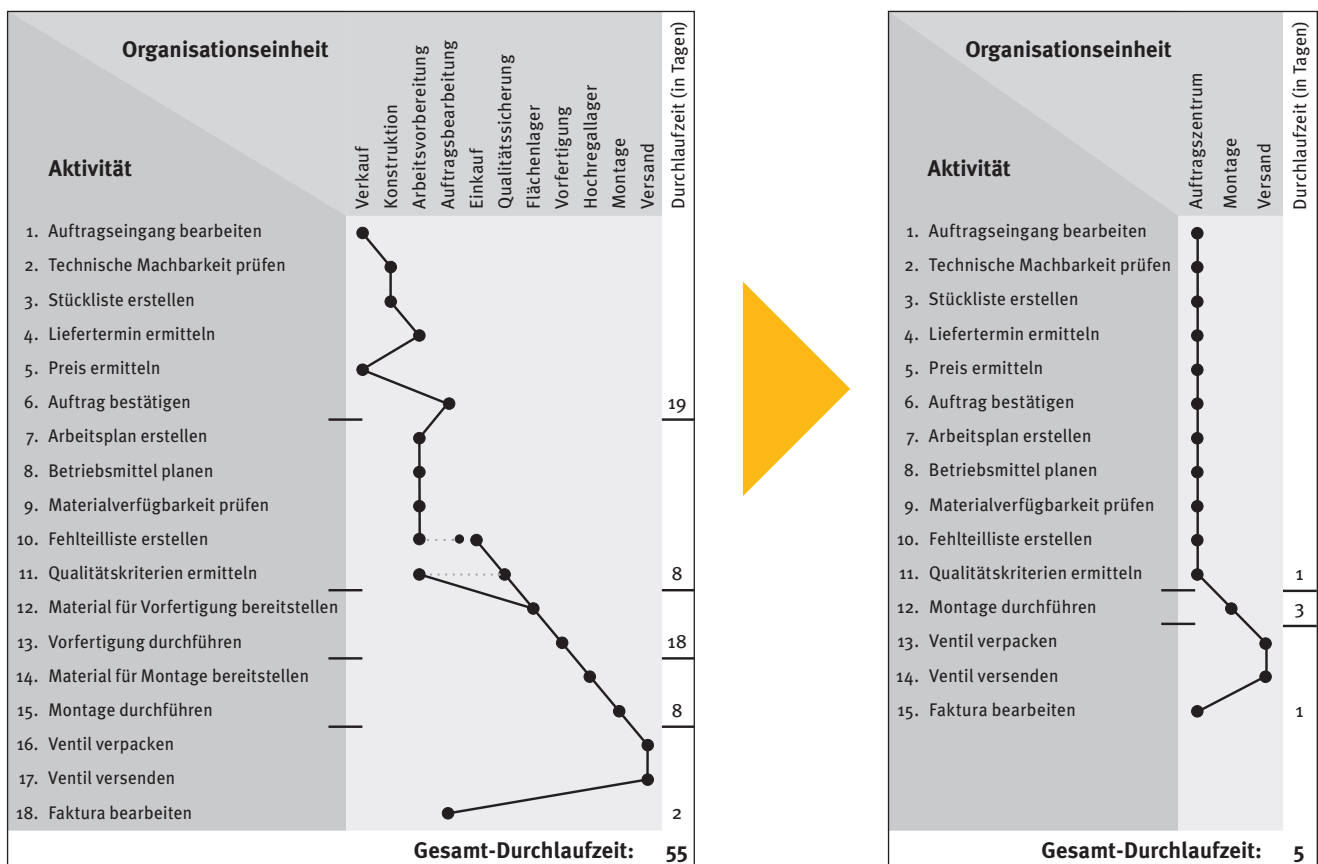 Organisationseinheit
Aktivität
Verkauf
Konstruktion
Arbeitsvorbereitung
Auftragsbearbeitung
Einkauf
Qualitätssicherung
Flächenlager
Vorfertigung
Hochregallager
Montage
Versand
Durchlaufzeit (in Tagen)
1. Auftragseingang bearbeiten
2. Technische Machbarkeit prüfen
3. Stückliste erstellen
4. Liefertermin ermitteln
5. Preis ermitteln
6. Auftrag bestätigen 19
7. Arbeitsplan erstellen
8. Betriebsmittel planen
9. Materialverfügbarkeit prüfen
10. Fehlteilliste erstellen
11. Qualitätskriterien ermitteln 8
12. Material für Vorfertigung bereitstellen
13. Vorfertigung durchführen 18
14. Material für Montage bereitstellen
15. Montage durchführen 8
16. Ventil verpacken
17. Ventil versenden
18. Faktura bearbeiten 2
Gesamt-Durchlaufzeit: 55
Organisationseinheit
Aktivität
Auftragszentrum
Montage
Versand
Durchlaufzeit (in Tagen)
1. Auftragseingang bearbeiten
2. Technische Machbarkeit prüfen
3. Stückliste erstellen
4. Liefertermin ermitteln
5. Preis ermitteln
6. Auftrag bestätigen
7. Arbeitsplan erstellen
8. Betriebsmittel planen
9. Materialverfügbarkeit prüfen
10. Fehlteilliste erstellen
11. Qualitätskriterien ermitteln 1
12. Montage durchführen 3
13. Ventil verpacken
14. Ventil versenden
15. Faktura bearbeiten 1
Gesamt-Durchlaufzeit: 5